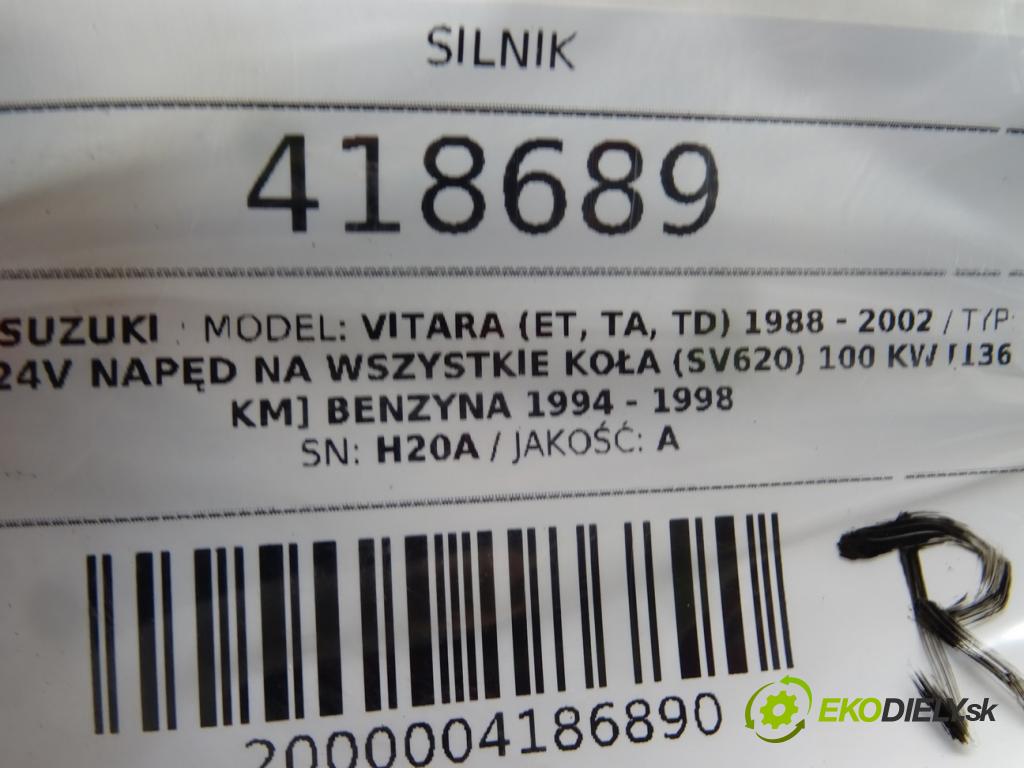 SILNIK
418689
SUZUKI : MODEL: VITARA (ET, TA, TD) 1988 - 2002 / TYP:
24V NAPĘD NA WSZYSTKIE KOŁA (SV620) 100 KW [136
KM] BENZYNA 1994 - 1998
SN: H20A / JAKOŚĆ: A
2000004186890
R
EKODIELY.sk